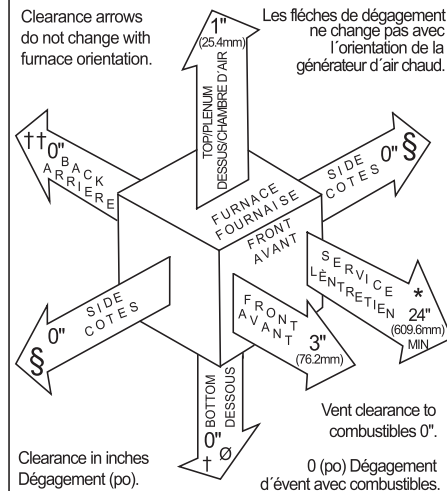 Clearance arrows
do not change with
furnace orientation.
Les fléches de dégagement
ne change pas avec
l´orientation de la
générateur d´air chaud.
1"
(25.4mm)
TOP/PLENUM
DESSUS/CHAMBRE D´AIR
††0"
BACK
ARRIERE
SIDE
COTES
0" §
FURNACE
FOURNAISE
FRONT
AVANT
SERVICE
LÈNTRETIEN
*
24"
(609.6mm)
MIN
§ 0"
SIDE
COTES
FRONT
AVANT
3"
(76.2mm)
BOTTOM
DESSOUS
0"
† Ø
Vent clearance to
combustibles 0".
Clearance in inches
Dégagement (po).
0 (po) Dégagement
d´évent avec combustibles.